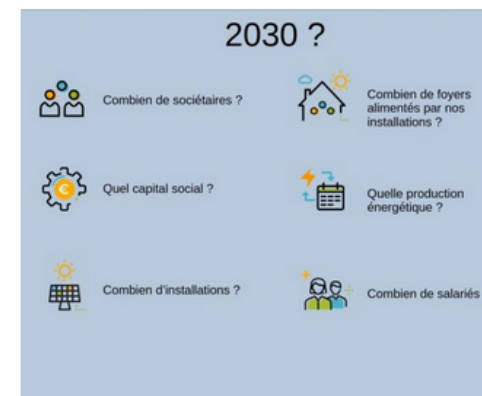 2030 ?
Combien de sociétaires ?
Combien de foyers
alimentés par nos
installations ?
Quel capital social ?
Quelle production
énergétique ?
Combien d'installations ?
Combien de salariés